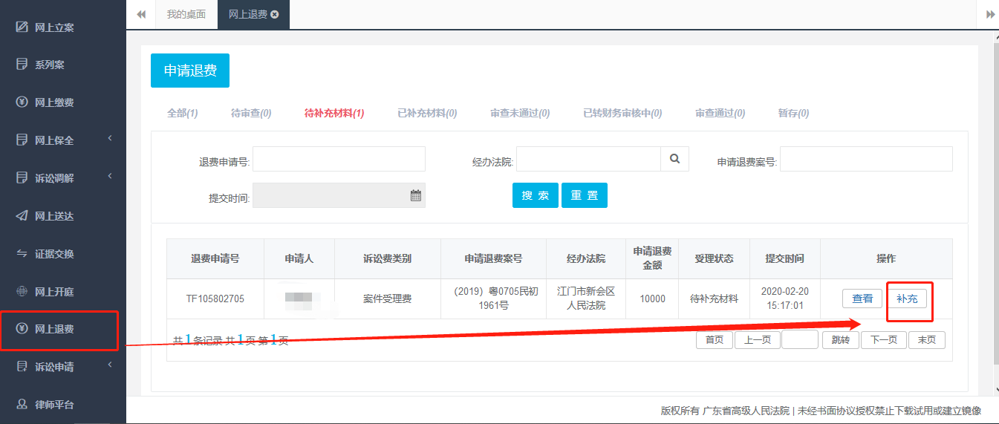 我的桌面
网上退费
网上立案
系列案
网上缴费
网上保全
诉讼调解
网上送达
证据交换
网上开庭
网上退费
诉讼申请
律师平台
申请退费
全部(1) 待审查(0) 待补充材料(1) 已补充材料(0) 审查未通过(0) 已转财务审核中(0) 审查通过(0) 暂存(0)
退费申请号: 经办法院: 申请退费案号:
提交时间: 搜 索 重 置
退费申请号 申请人 诉讼费类别 申请退费案号 经办法院 申请退费金额 受理状态 提交时间 操作
TF105802705 案件受理费 （2019）粤0705民初1961号 江门市新会区人民法院 10000 待补充材料 2020-02-20 15:17:01 查看 补充
共1条记录 共1页 第1页 首页 上一页 跳转 下一页 末页
版权所有 广东省高级人民法院 | 未经书面协议授权禁止下载试用或建立镜像